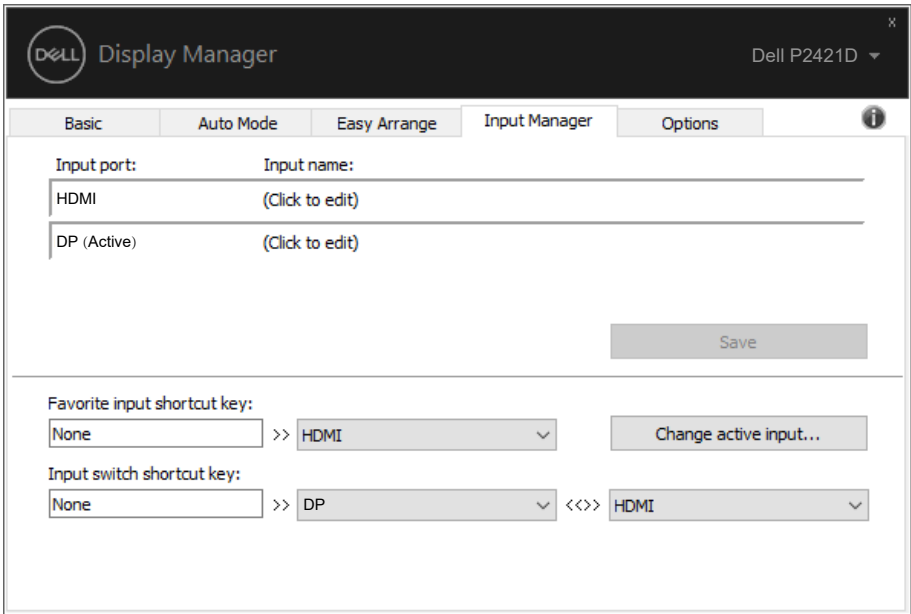 x
DELL Display Manager Dell P2421D
Basic Auto Mode Easy Arrange Input Manager Options
Input port: Input name:
HDMI (Click to edit)
DP (Active) (Click to edit)
Save
Favorite input shortcut key:
None >> HDMI Change active input...
Input switch shortcut key:
None >> DP <<>> HDMI